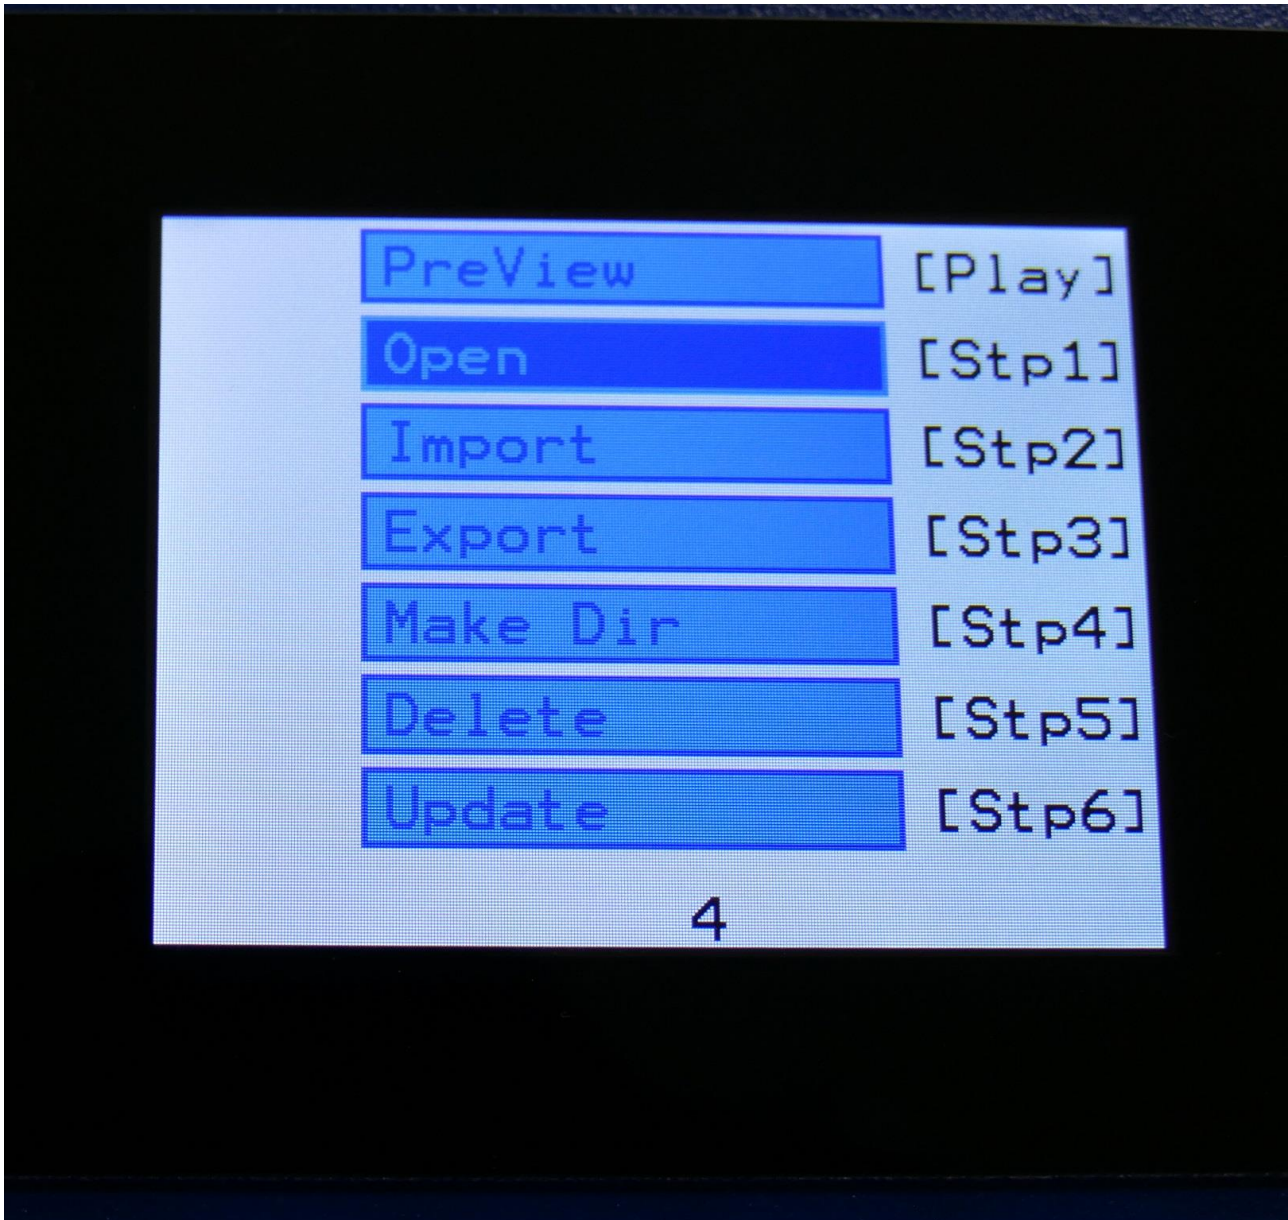 PreView [Play]
Open [Stp1]
Import [Stp2]
Export [Stp3]
Make Dir [Stp4]
Delete [Stp5]
Update [Stp6]
4